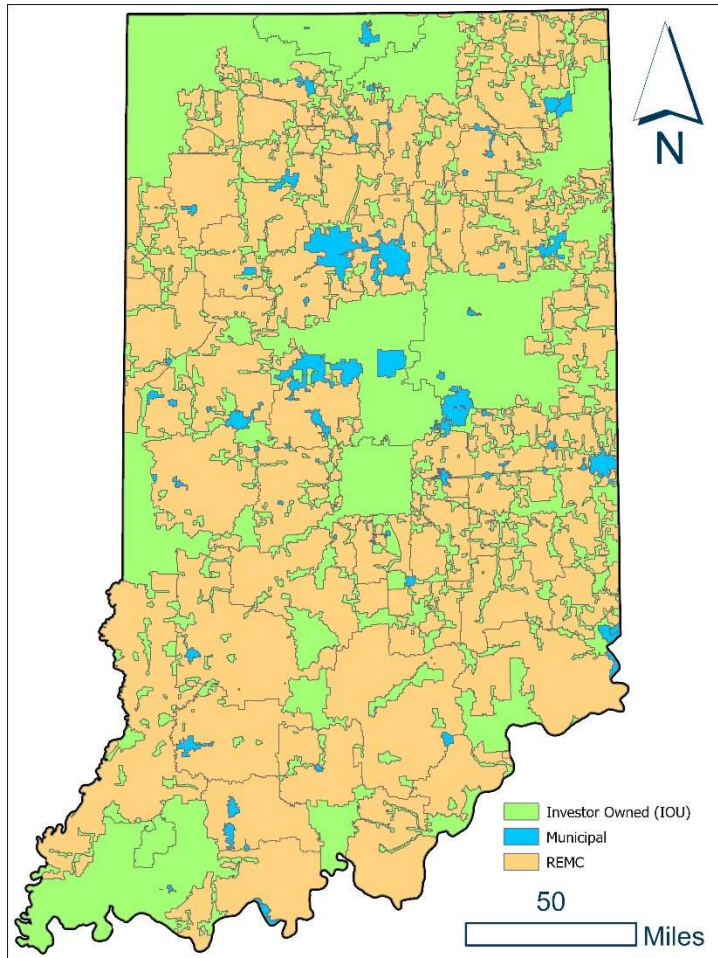 N
Investor Owned (IOU)
Municipal
REMC
50
Miles